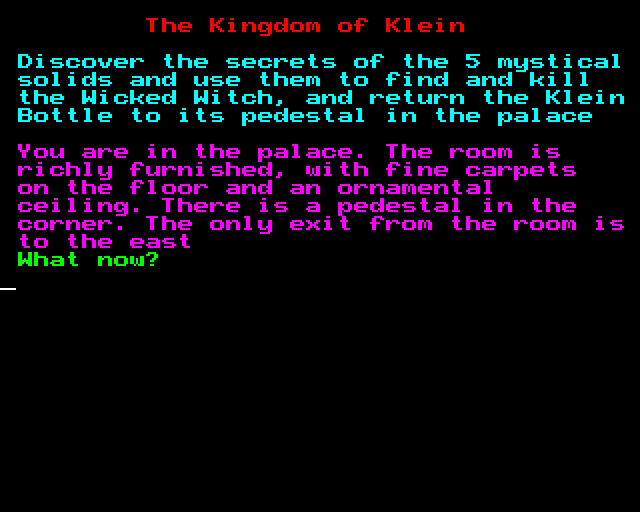 The Kingdom of Klein
Discover the secrets of the 5 mystical
solids and use them to find and kill
the Wicked Witch, and return the Klein
Bottle to its pedestal in the palace
You are in the palace. The room is
richly furnished, with fine carpets
on the floor and an ornamental
ceiling. There is a pedestal in the
corner. The only exit from the room is
to the east
What now?